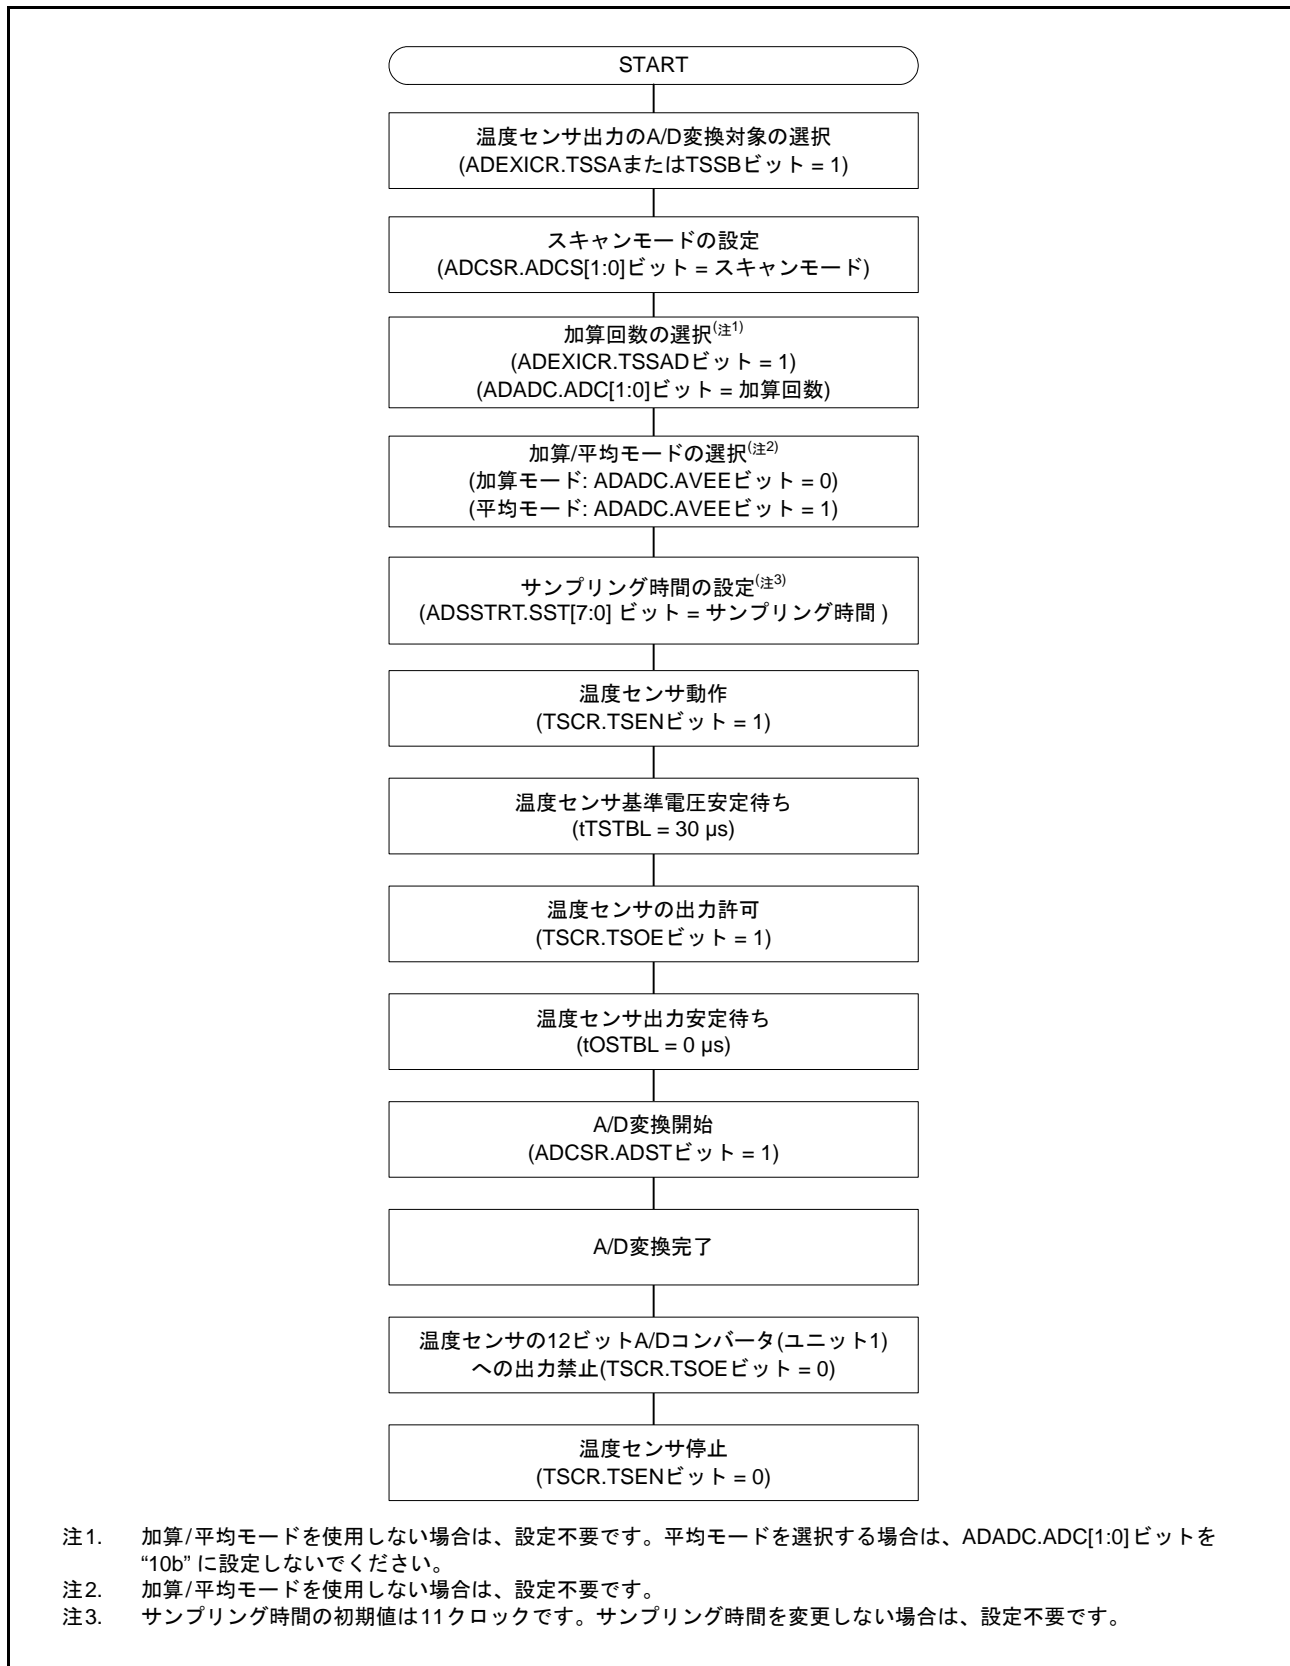 START
温度センサ出力のA/D変換対象の選択
(ADEXICR.TSSAまたはTSSBビット = 1)
スキャンモードの設定
(ADCSR.ADCS[1:0]ビット = スキャンモード)
加算回数の選択(注1)
(ADEXICR.TSSADビット = 1)
(ADADC.ADC[1:0]ビット = 加算回数)
加算/平均モードの選択(注2)
(加算モード: ADADC.AVEEビット = 0)
(平均モード: ADADC.AVEEビット = 1)
サンプリング時間の設定(注3)
(ADSSTRT.SST[7:0] ビット = サンプリング時間 )
温度センサ動作
(TSCR.TSENビット = 1)
温度センサ基準電圧安定待ち
(tTSTBL = 30 µs)
温度センサの出力許可
(TSCR.TSOEビット = 1)
温度センサ出力安定待ち
(tOSTBL = 0 µs)
A/D変換開始
(ADCSR.ADSTビット = 1)
A/D変換完了
温度センサの12ビットA/Dコンバータ(ユニット1)
への出力禁止(TSCR.TSOEビット = 0)
温度センサ停止
(TSCR.TSENビット = 0)
注1. 加算/平均モードを使用しない場合は、設定不要です。平均モードを選択する場合は、ADADC.ADC[1:0]ビットを
“10b” に設定しないでください。
注2. 加算/平均モードを使用しない場合は、設定不要です。
注3. サンプリング時間の初期値は11クロックです。サンプリング時間を変更しない場合は、設定不要です。